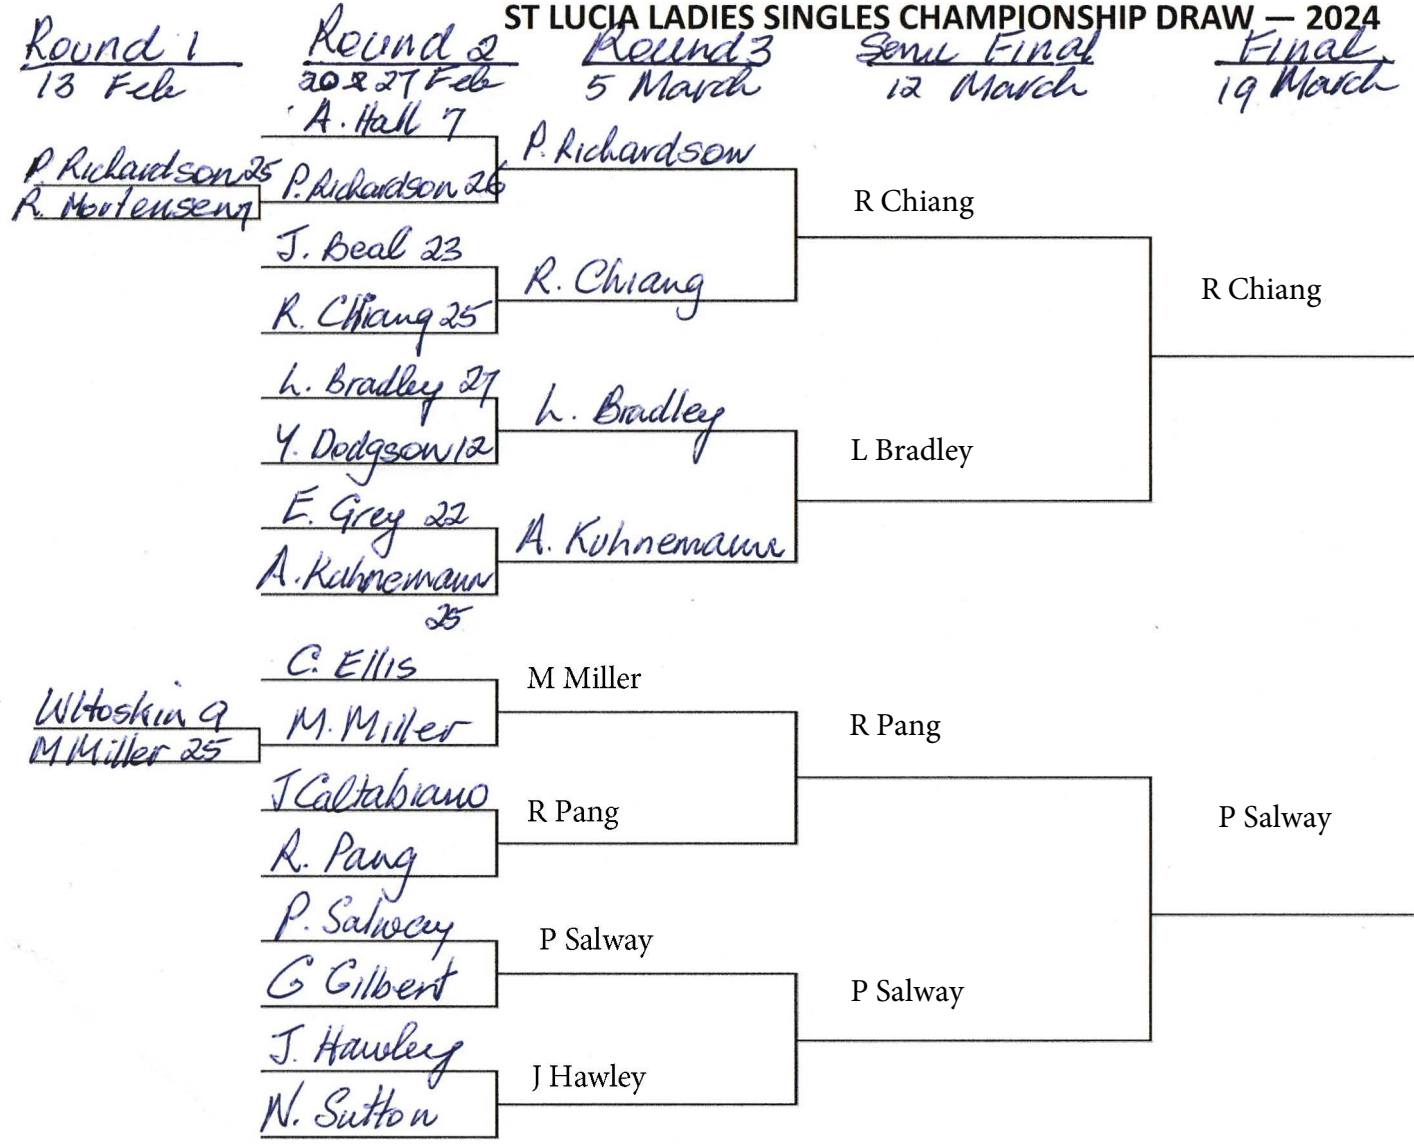 ST LUCIA LADIES SINGLES CHAMPIONSHIP DRAW — 2024
Round 1
13 Feb
Round 2
20 & 27 Feb
Round 3
5 March
Semi Final
12 March
Final
19 March
P. Richardson 25
R. Mortensen 7
W Hoskin 9
M Miller 25
A. Hall 7
P. Richardson 26
J. Beal 23
R. Chiang 25
L. Bradley 27
Y. Dodgson 12
E. Grey 22
A. Kuhnemann
25
C. Ellis
M. Miller
J Caltabiano
R. Pang
P. Salway
G Gilbert
J. Hawley
N. Sutton
P. Richardson
R. Chiang
L. Bradley
A. Kuhnemann
M Miller
R Pang
P Salway
J Hawley
R Chiang
L Bradley
R Pang
P Salway
R Chiang
P Salway